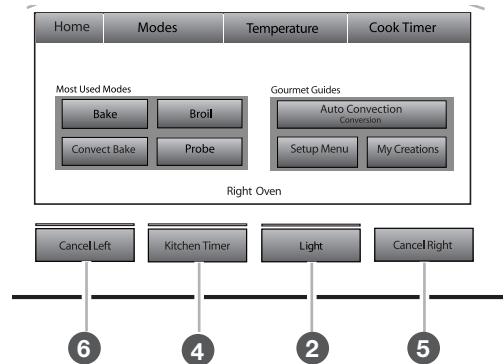 Home Modes Temperature Cook Timer
Most Used Modes Gourmet Guides
Bake Broil Auto Convection
Conversion
Convect Bake Probe Setup Menu My Creations
Right Oven
Cancel Left Kitchen Timer Light Cancel Right
6 4 2 5